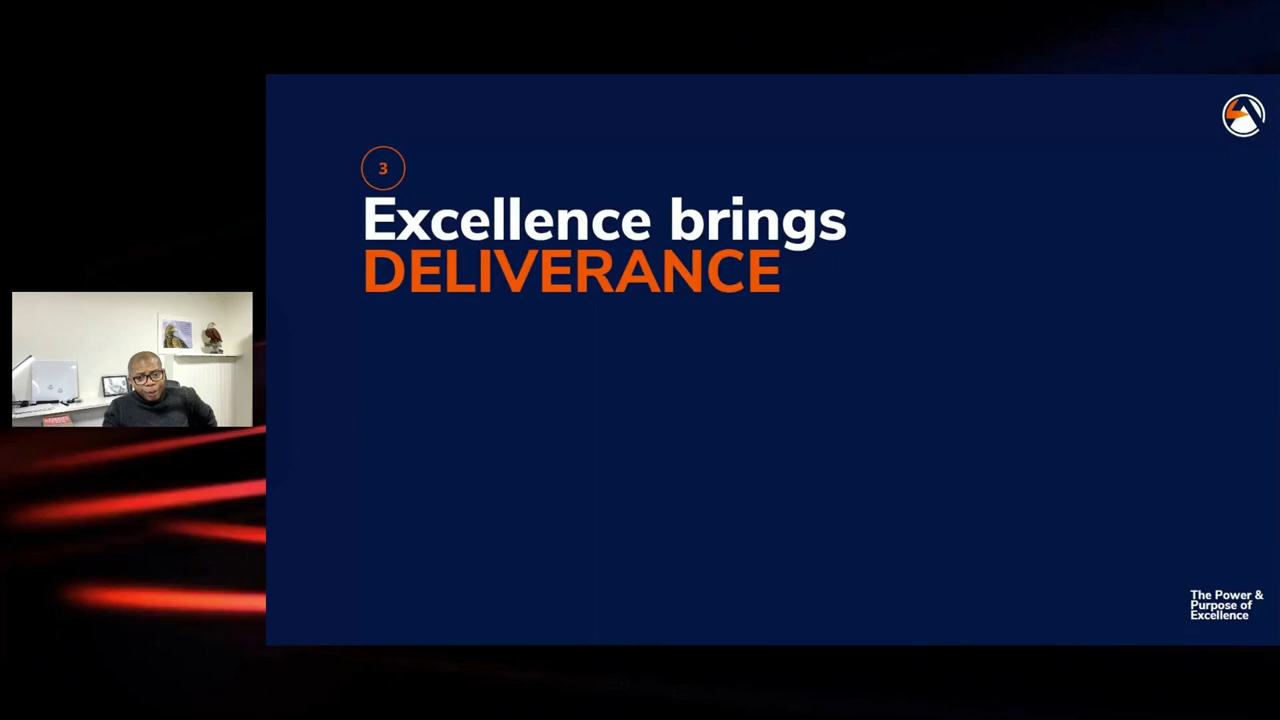 3
Excellence brings
DELIVERANCE
The Power &
Purpose of
Excellence